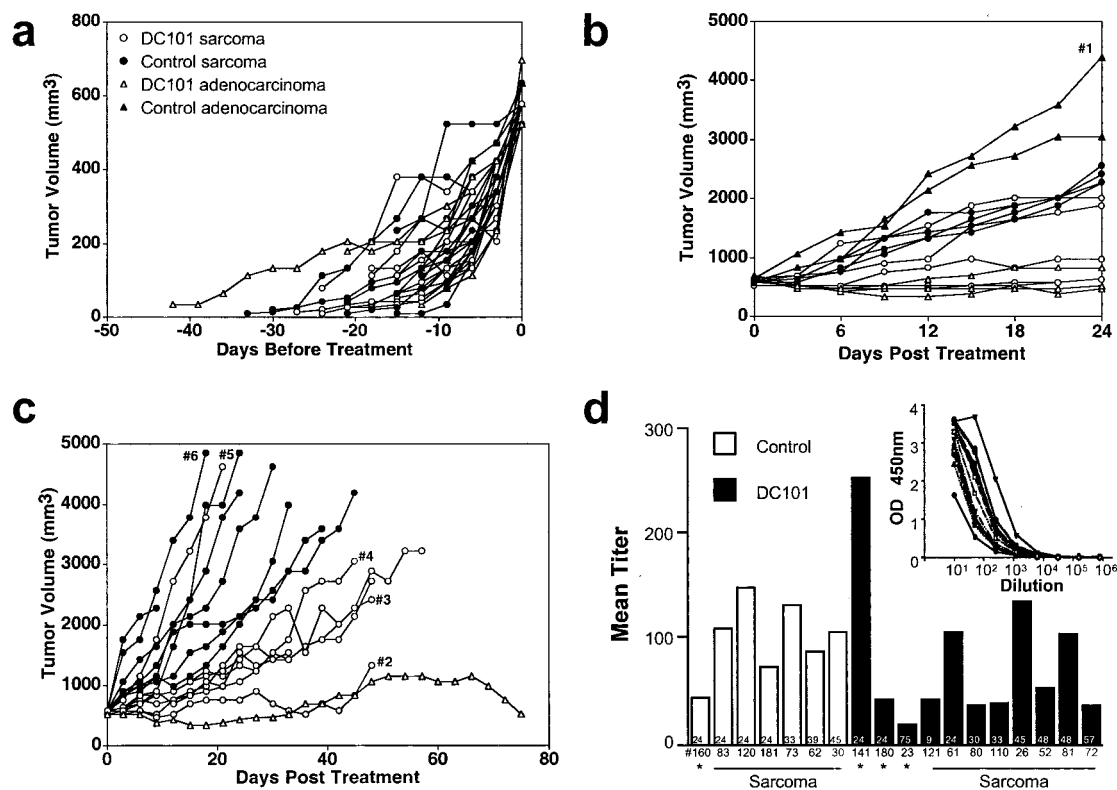 a
800
600
400
200
0
Tumor Volume (mm3)
DC101 sarcoma
Control sarcoma
DC101 adenocarcinoma
Control adenocarcinoma
-50 -40 -30 -20 -10 0
Days Before Treatment
b
5000
4000
3000
2000
1000
0
Tumor Volume (mm3)
#1
0 6 12 18 24
Days Post Treatment
c
5000
4000
3000
2000
1000
0
Tumor Volume (mm3)
#6 #5
#4
#3
#2
0 20 40 60 80
Days Post Treatment
d
300
200
100
0
Mean Titer
Control
DC101
4
3
2
1
0
OD 450nm
10¹ 10² 10³ 10⁴ 10⁵ 10⁶
Dilution
24 24 24 24 33 39 45 24 24 75 9 24 30 33 45 48 48 57
#160 83 120 181 73 62 30 141 180 23 121 61 80 110 26 52 81 72
* * * *
Sarcoma Sarcoma